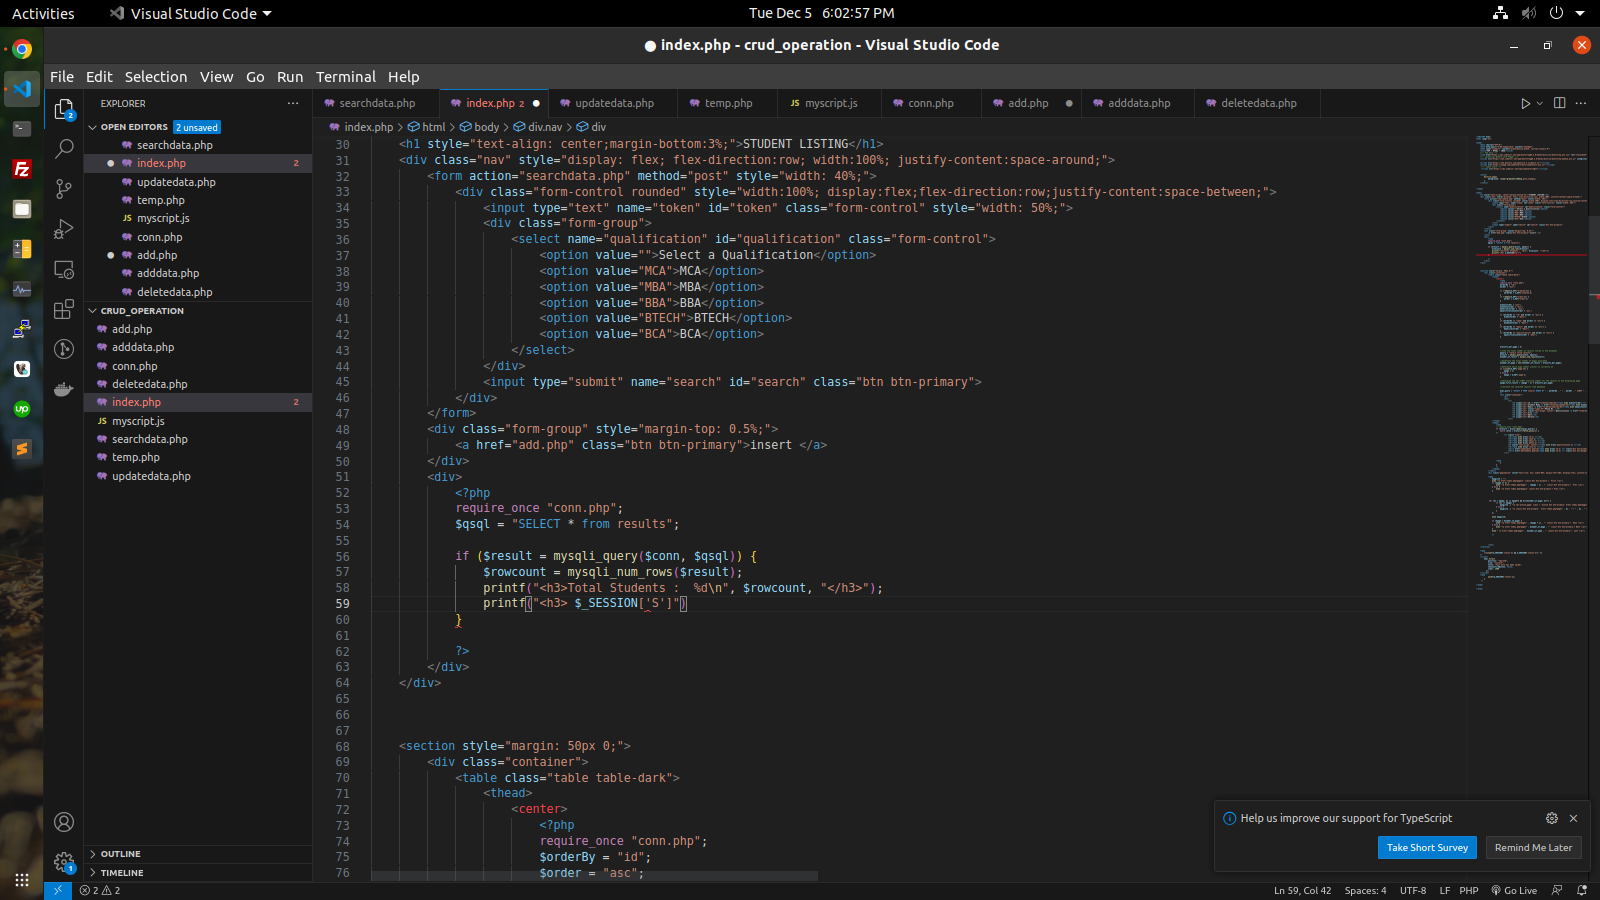 Activities
Visual Studio Code
Tue Dec 5 6:02:57 PM
● index.php - crud_operation - Visual Studio Code
File Edit Selection View Go Run Terminal Help
EXPLORER
OPEN EDITORS 2 unsaved
searchdata.php
index.php 2
updatedata.php
temp.php
JS myscript.js
conn.php
add.php
adddata.php
deletedata.php
CRUD_OPERATION
add.php
adddata.php
conn.php
deletedata.php
index.php 2
JS myscript.js
searchdata.php
temp.php
updatedata.php
OUTLINE
TIMELINE
searchdata.php index.php 2 ● updatedata.php temp.php JS myscript.js conn.php add.php ● adddata.php deletedata.php
index.php > html > body > div.nav > div
30 <h1 style="text-align: center;margin-bottom:3%;">STUDENT LISTING</h1>
31 <div class="nav" style="display: flex; flex-direction:row; width:100%; justify-content:space-around;">
32 <form action="searchdata.php" method="post" style="width: 40%;">
33 <div class="form-control rounded" style="width:100%; display:flex;flex-direction:row;justify-content:space-between;">
34 <input type="text" name="token" id="token" class="form-control" style="width: 50%;">
35 <div class="form-group">
36 <select name="qualification" id="qualification" class="form-control">
37 <option value="">Select a Qualification</option>
38 <option value="MCA">MCA</option>
39 <option value="MBA">MBA</option>
40 <option value="BBA">BBA</option>
41 <option value="BTECH">BTECH</option>
42 <option value="BCA">BCA</option>
43 </select>
44 </div>
45 <input type="submit" name="search" id="search" class="btn btn-primary">
46 </div>
47 </form>
48 <div class="form-group" style="margin-top: 0.5%;">
49 <a href="add.php" class="btn btn-primary">insert </a>
50 </div>
51 <div>
52 <?php
53 require_once "conn.php";
54 $qsql = "SELECT * from results";
55
56 if ($result = mysqli_query($conn, $qsql)) {
57 $rowcount = mysqli_num_rows($result);
58 printf("<h3>Total Students :  %d\n", $rowcount, "</h3>");
59 printf("<h3> $_SESSION['S']")
60 }
61
62 ?>
63 </div>
64 </div>
65
66
67
68 <section style="margin: 50px 0;">
69 <div class="container">
70 <table class="table table-dark">
71 <thead>
72 <center>
73 <?php
74 require_once "conn.php";
75 $orderBy = "id";
76 $order = "asc";
Help us improve our support for TypeScript
Take Short Survey Remind Me Later
2 2
Ln 59, Col 42 Spaces: 4 UTF-8 LF PHP Go Live